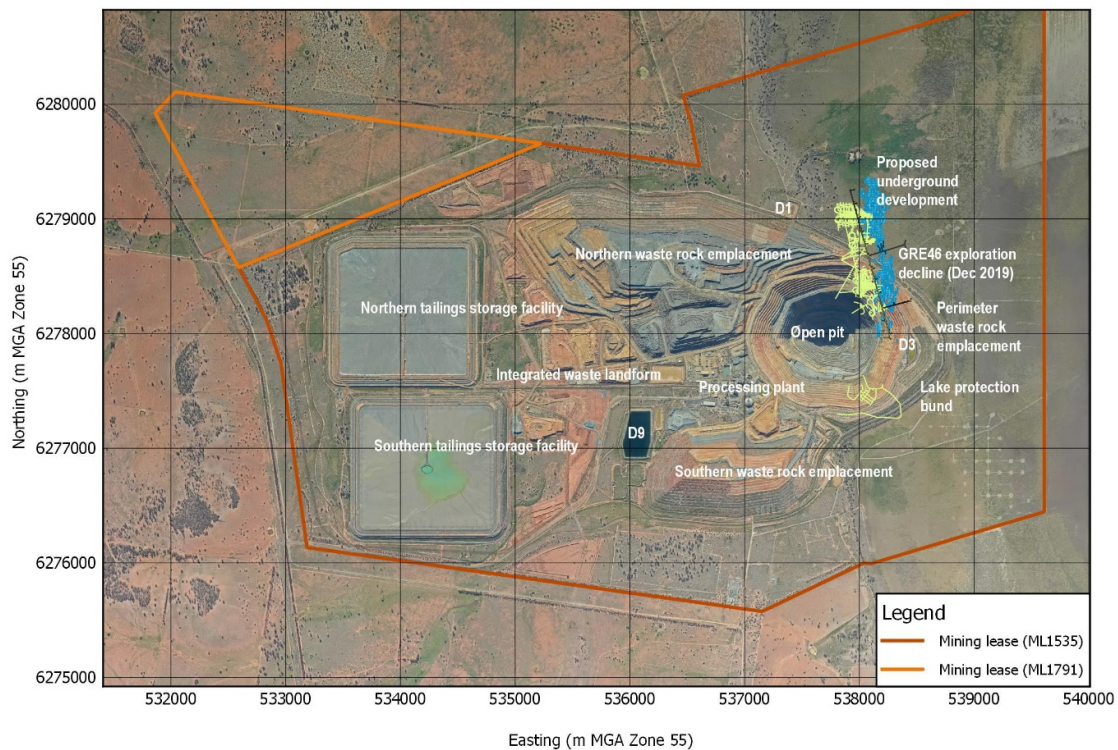 6280000
6279000
6278000
6277000
6276000
6275000
Northing (m MGA Zone 55)
Proposed
underground
development
D1
Northern waste rock emplacement
GRE46 exploration
decline (Dec 2019)
Northern tailings storage facility
Perimeter
waste rock
emplacement
Open pit
D3
Integrated waste landform
Processing plant
Lake protection
bund
D9
Southern tailings storage facility
Southern waste rock emplacement
Legend
Mining lease (ML1535)
Mining lease (ML1791)
532000
533000
534000
535000
536000
537000
538000
539000
540000
Easting (m MGA Zone 55)